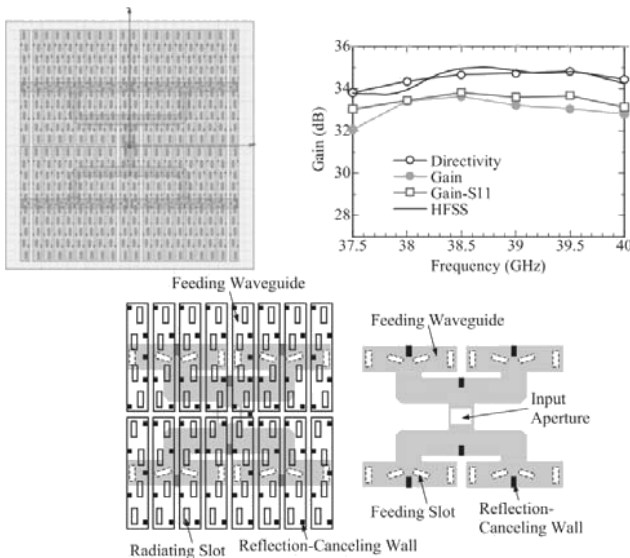 36
34
32
30
28
27
Gain (dB)
Directivity
Gain
Gain-S11
HFSS
37.5 38 38.5 39 39.5 40
Frequency (GHz)
Feeding Waveguide
Feeding Waveguide
Input
Aperture
Feeding Slot
Reflection-
Canceling Wall
Radiating Slot
Reflection-Canceling Wall